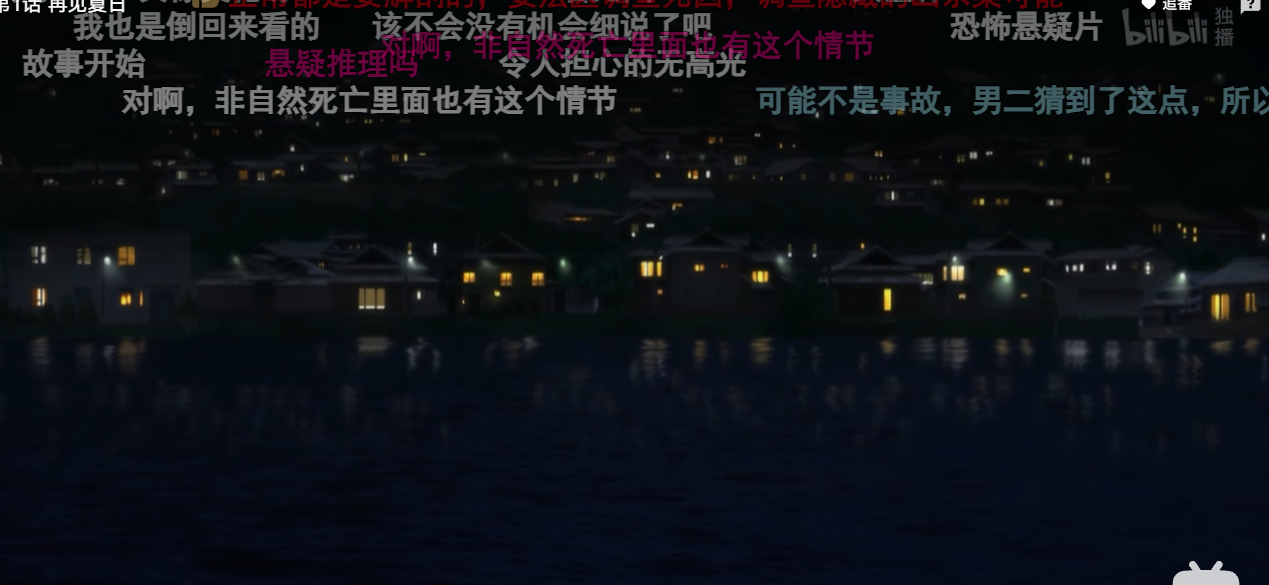 第1话 再见夏日
追番
我也是倒回来看的
该不会没有机会细说了吧
恐怖悬疑片
bilibili 独播
对啊，非自然死亡里面也有这个情节
故事开始
悬疑推理吗
令人担心的无高光
对啊，非自然死亡里面也有这个情节
可能不是事故，男二猜到了这点，所以